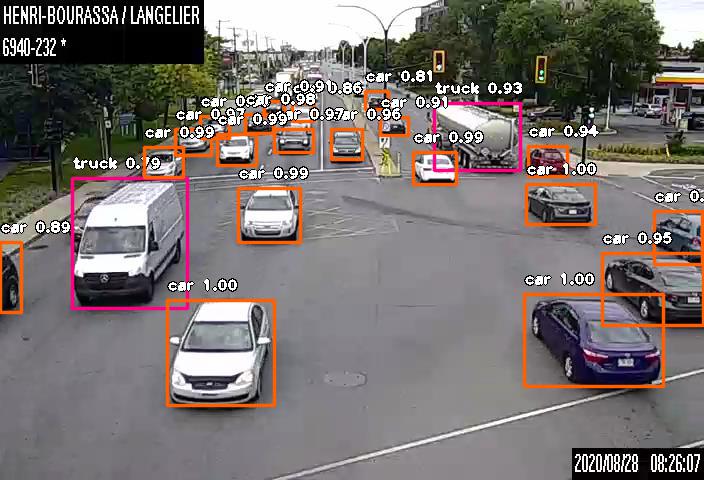 HENRI-BOURASSA / LANGELIER
6940-232 *
car 0.81
truck 0.93
car 0.91
0.86
car 0.98
car 0.91
0.97
0.96
car 0.99
car 0.99
car 0.99
car 0.94
truck 0.79
car 0.99
car 1.00
car 0.89
car 0.95
car 1.00
car 1.00
2020/08/28 08:26:07